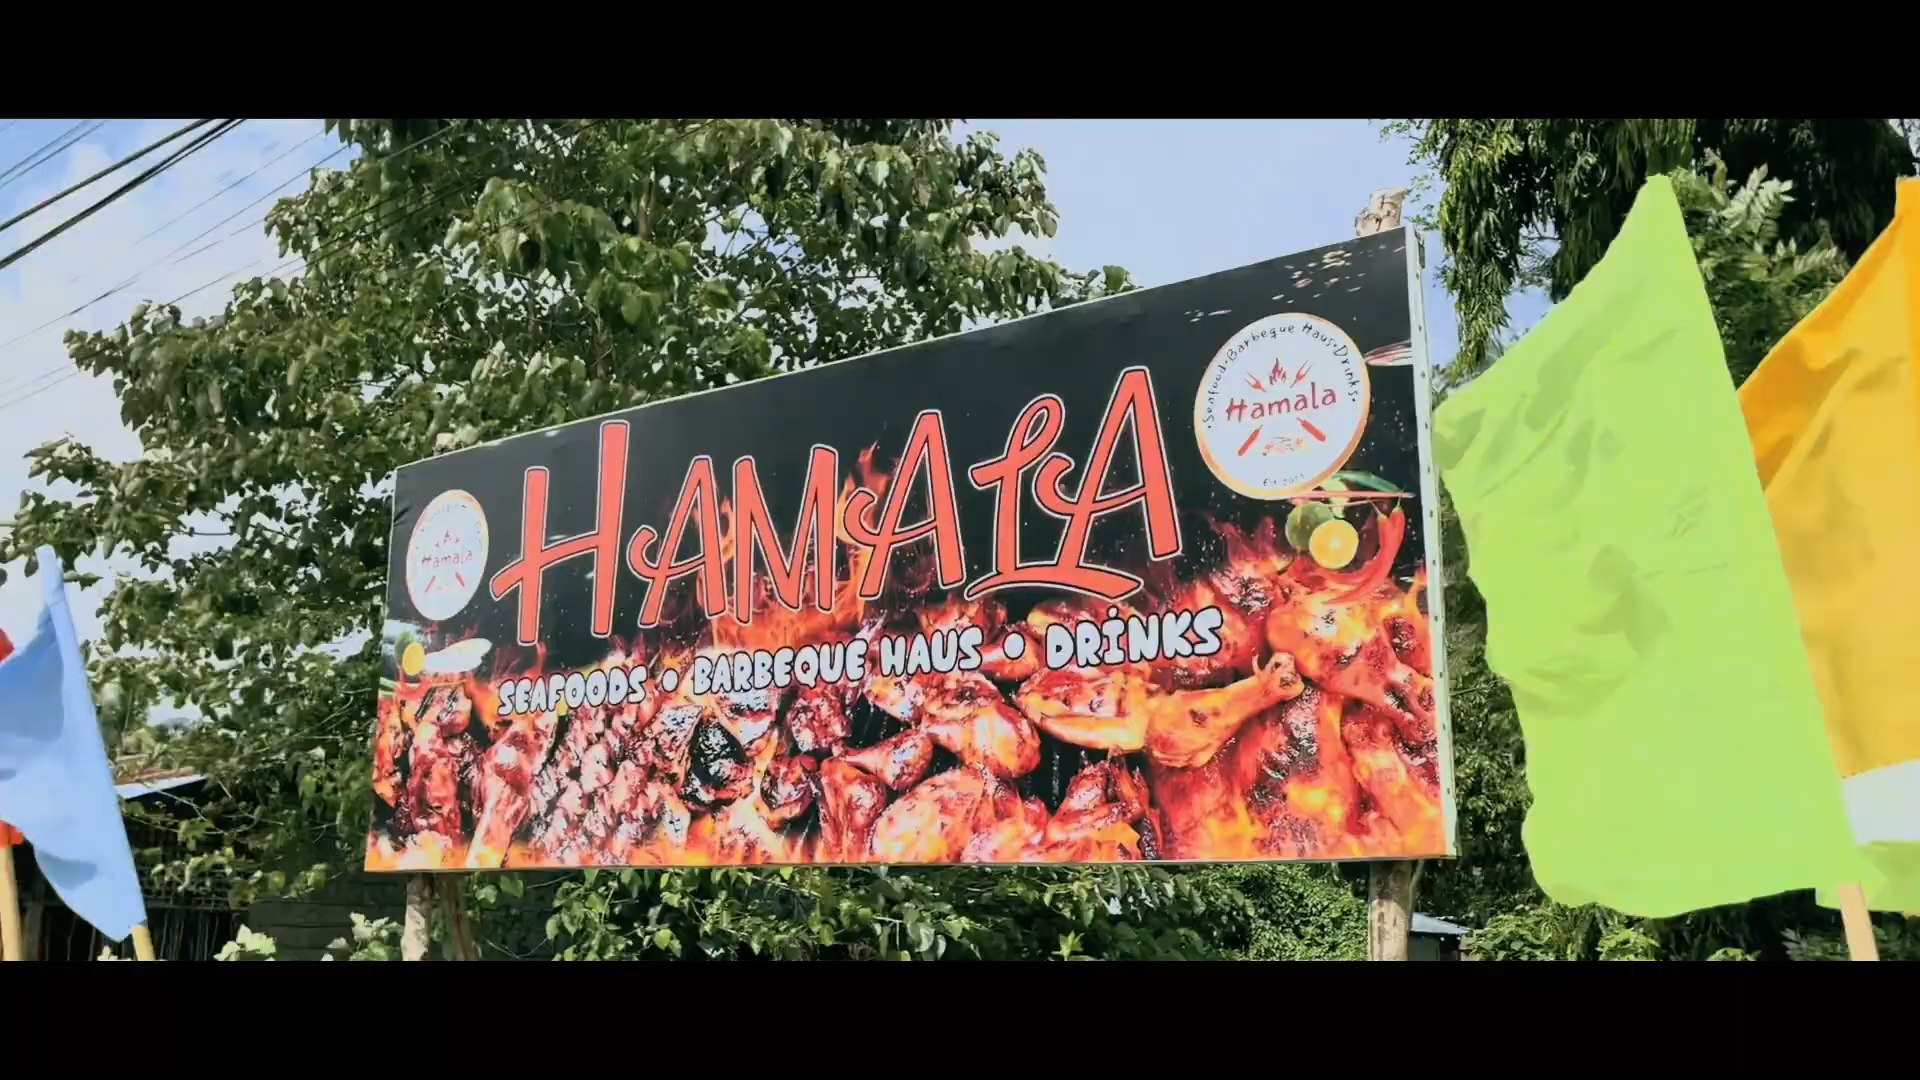 HAMALA
SEAFOODS • BARBEQUE HAUS • DRINKS
Seafood • Barbeque Haus • Drinks •
Hamala
Hamala